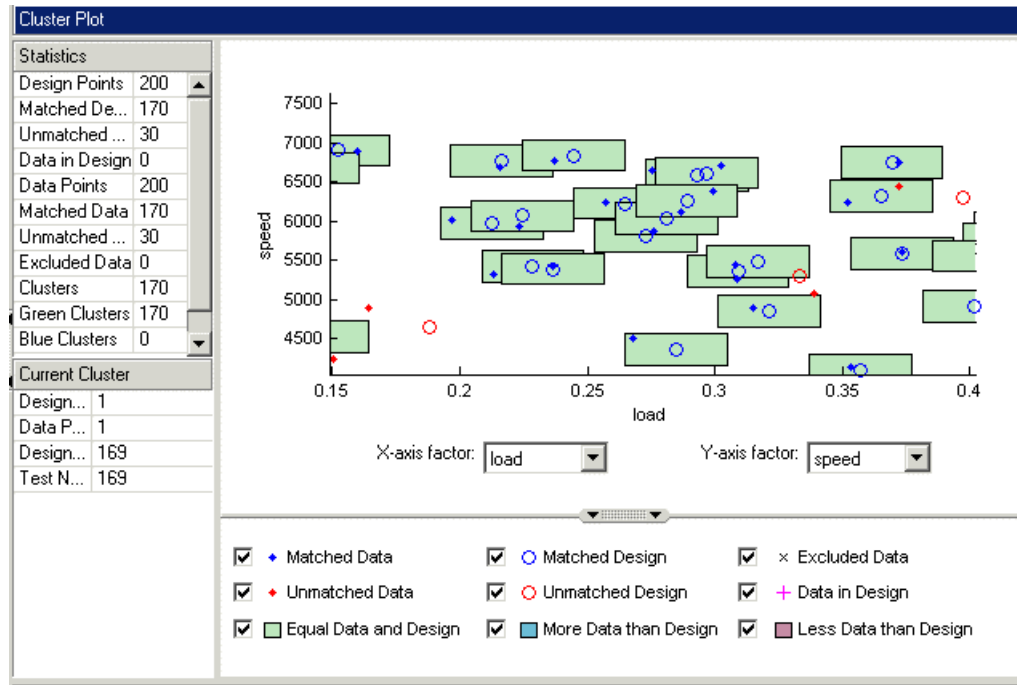 Cluster Plot
Statistics
Design Points 200
Matched De... 170
Unmatched ... 30
Data in Design 0
Data Points 200
Matched Data 170
Unmatched ... 30
Excluded Data 0
Clusters 170
Green Clusters 170
Blue Clusters 0
Current Cluster
Design... 1
Data P... 1
Design... 169
Test N... 169
7500
7000
6500
6000
5500
5000
4500
speed
0.15 0.2 0.25 0.3 0.35 0.4
load
X-axis factor: load Y-axis factor: speed
Matched Data Matched Design Excluded Data
Unmatched Data Unmatched Design Data in Design
Equal Data and Design More Data than Design Less Data than Design